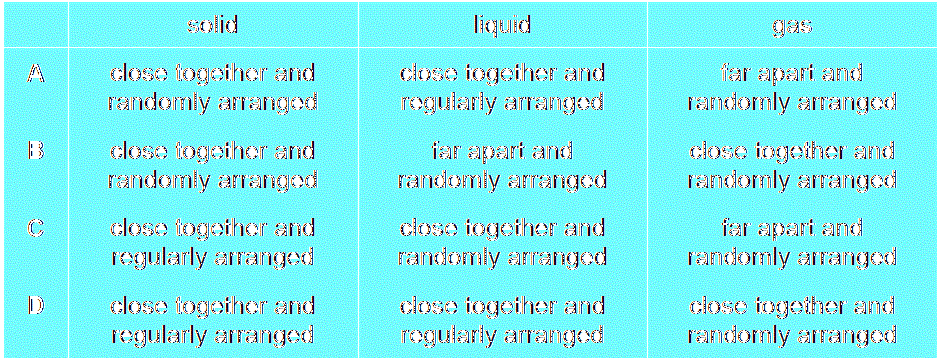 solid liquid gas
A close together and close together and far apart and
randomly arranged regularly arranged randomly arranged
B close together and far apart and close together and
randomly arranged randomly arranged randomly arranged
C close together and close together and far apart and
regularly arranged randomly arranged randomly arranged
D close together and close together and close together and
regularly arranged regularly arranged randomly arranged